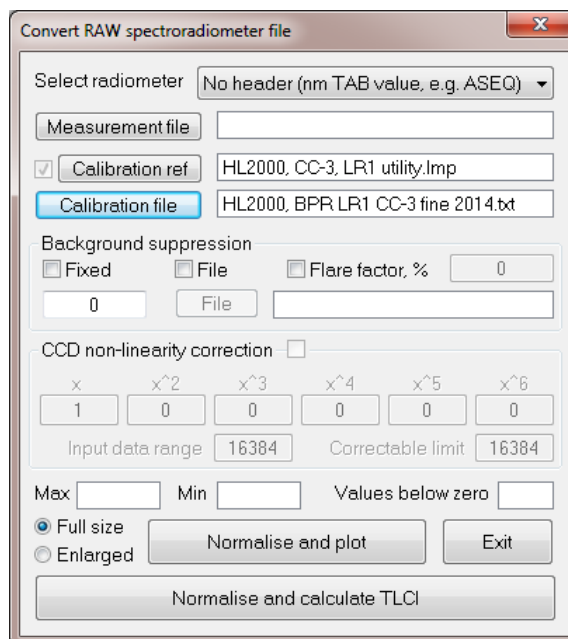 Convert RAW spectroradiometer file
Select radiometer No header (nm TAB value, e.g. ASEQ)
Measurement file
Calibration ref HL2000, CC-3, LR1 utility.lmp
Calibration file HL2000, BPR LR1 CC-3 fine 2014.txt
Background suppression
Fixed File Flare factor, % 0
0 File
CCD non-linearity correction
x x^2 x^3 x^4 x^5 x^6
1 0 0 0 0 0
Input data range 16384 Correctable limit 16384
Max Min Values below zero
Full size
Enlarged
Normalise and plot Exit
Normalise and calculate TLCI